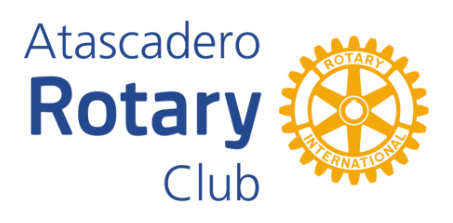 Atascadero
Rotary
Club
ROTARY
INTERNATIONAL